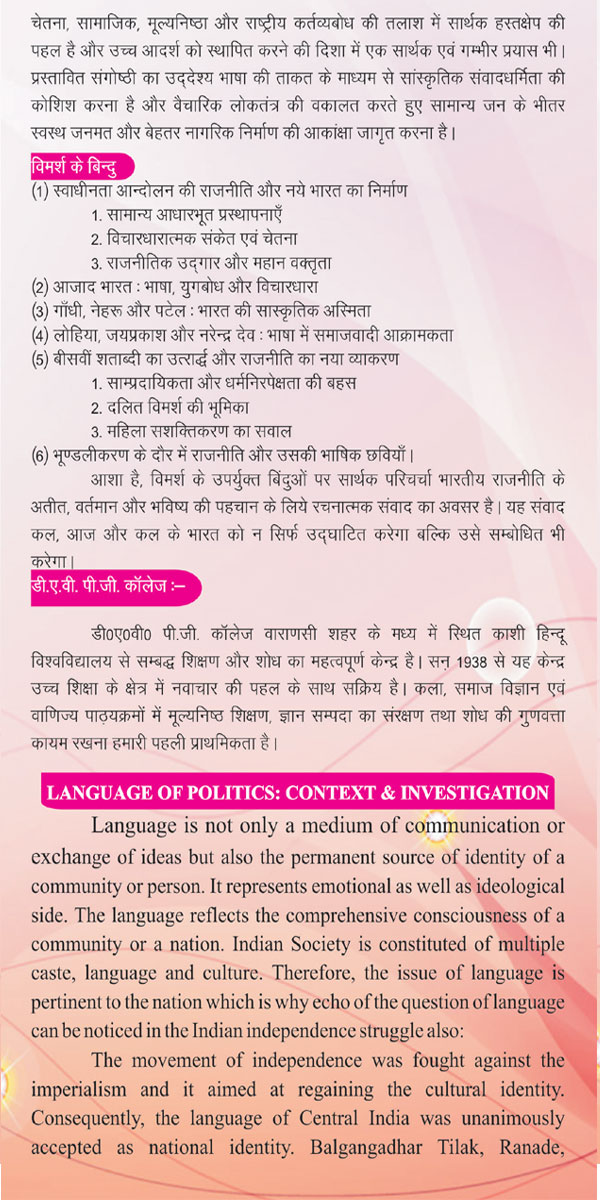 चेतना, सामाजिक, मूल्यनिष्ठा और राष्ट्रीय कर्तव्यबोध की तलाश में सार्थक हस्तक्षेप की
पहल है और उच्च आदर्श को स्थापित करने की दिशा में एक सार्थक एवं गम्भीर प्रयास भी।
प्रस्तावित संगोष्ठी का उद्देश्य भाषा की ताकत के माध्यम से सांस्कृतिक संवादधर्मिता की
कोशिश करना है और वैचारिक लोकतंत्र की वकालत करते हुए सामान्य जन के भीतर
स्वस्थ जनमत और बेहतर नागरिक निर्माण की आकांक्षा जागृत करना है।
विमर्श के बिन्दु
(1) स्वाधीनता आन्दोलन की राजनीति और नये भारत का निर्माण
1. सामान्य आधारभूत प्रस्थापनाएँ
2. विचारधारात्मक संकेत एवं चेतना
3. राजनीतिक उद्गार और महान वक्तृता
(2) आजाद भारत : भाषा, युगबोध और विचारधारा
(3) गाँधी, नेहरू और पटेल : भारत की सास्कृतिक अस्मिता
(4) लोहिया, जयप्रकाश और नरेन्द्र देव : भाषा में समाजवादी आक्रामकता
(5) बीसवीं शताब्दी का उत्तरार्द्ध और राजनीति का नया व्याकरण
1. साम्प्रदायिकता और धर्मनिरपेक्षता की बहस
2. दलित विमर्श की भूमिका
3. महिला सशक्तिकरण का सवाल
(6) भूण्डलीकरण के दौर में राजनीति और उसकी भाषिक छवियाँ।
आशा है, विमर्श के उपर्युक्त बिंदुओं पर सार्थक परिचर्चा भारतीय राजनीति के
अतीत, वर्तमान और भविष्य की पहचान के लिये रचनात्मक संवाद का अवसर है। यह संवाद
कल, आज और कल के भारत को न सिर्फ उद्घाटित करेगा बल्कि उसे सम्बोधित भी
करेगा।
डी.ए.वी. पी.जी. कॉलेज :–
डी0ए0वी0 पी.जी. कॉलेज वाराणसी शहर के मध्य में स्थित काशी हिन्दू
विश्वविद्यालय से सम्बद्ध शिक्षण और शोध का महत्वपूर्ण केन्द्र है। सन् 1938 से यह केन्द्र
उच्च शिक्षा के क्षेत्र में नवाचार की पहल के साथ सक्रिय है। कला, समाज विज्ञान एवं
वाणिज्य पाठ्यक्रमों में मूल्यनिष्ठ शिक्षण, ज्ञान सम्पदा का संरक्षण तथा शोध की गुणवत्ता
कायम रखना हमारी पहली प्राथमिकता है।
LANGUAGE OF POLITICS: CONTEXT & INVESTIGATION
Language is not only a medium of communication or
exchange of ideas but also the permanent source of identity of a
community or person. It represents emotional as well as ideological
side. The language reflects the comprehensive consciousness of a
community or a nation. Indian Society is constituted of multiple
caste, language and culture. Therefore, the issue of language is
pertinent to the nation which is why echo of the question of language
can be noticed in the Indian independence struggle also:
The movement of independence was fought against the
imperialism and it aimed at regaining the cultural identity.
Consequently, the language of Central India was unanimously
accepted as national identity. Balgangadhar Tilak, Ranade,